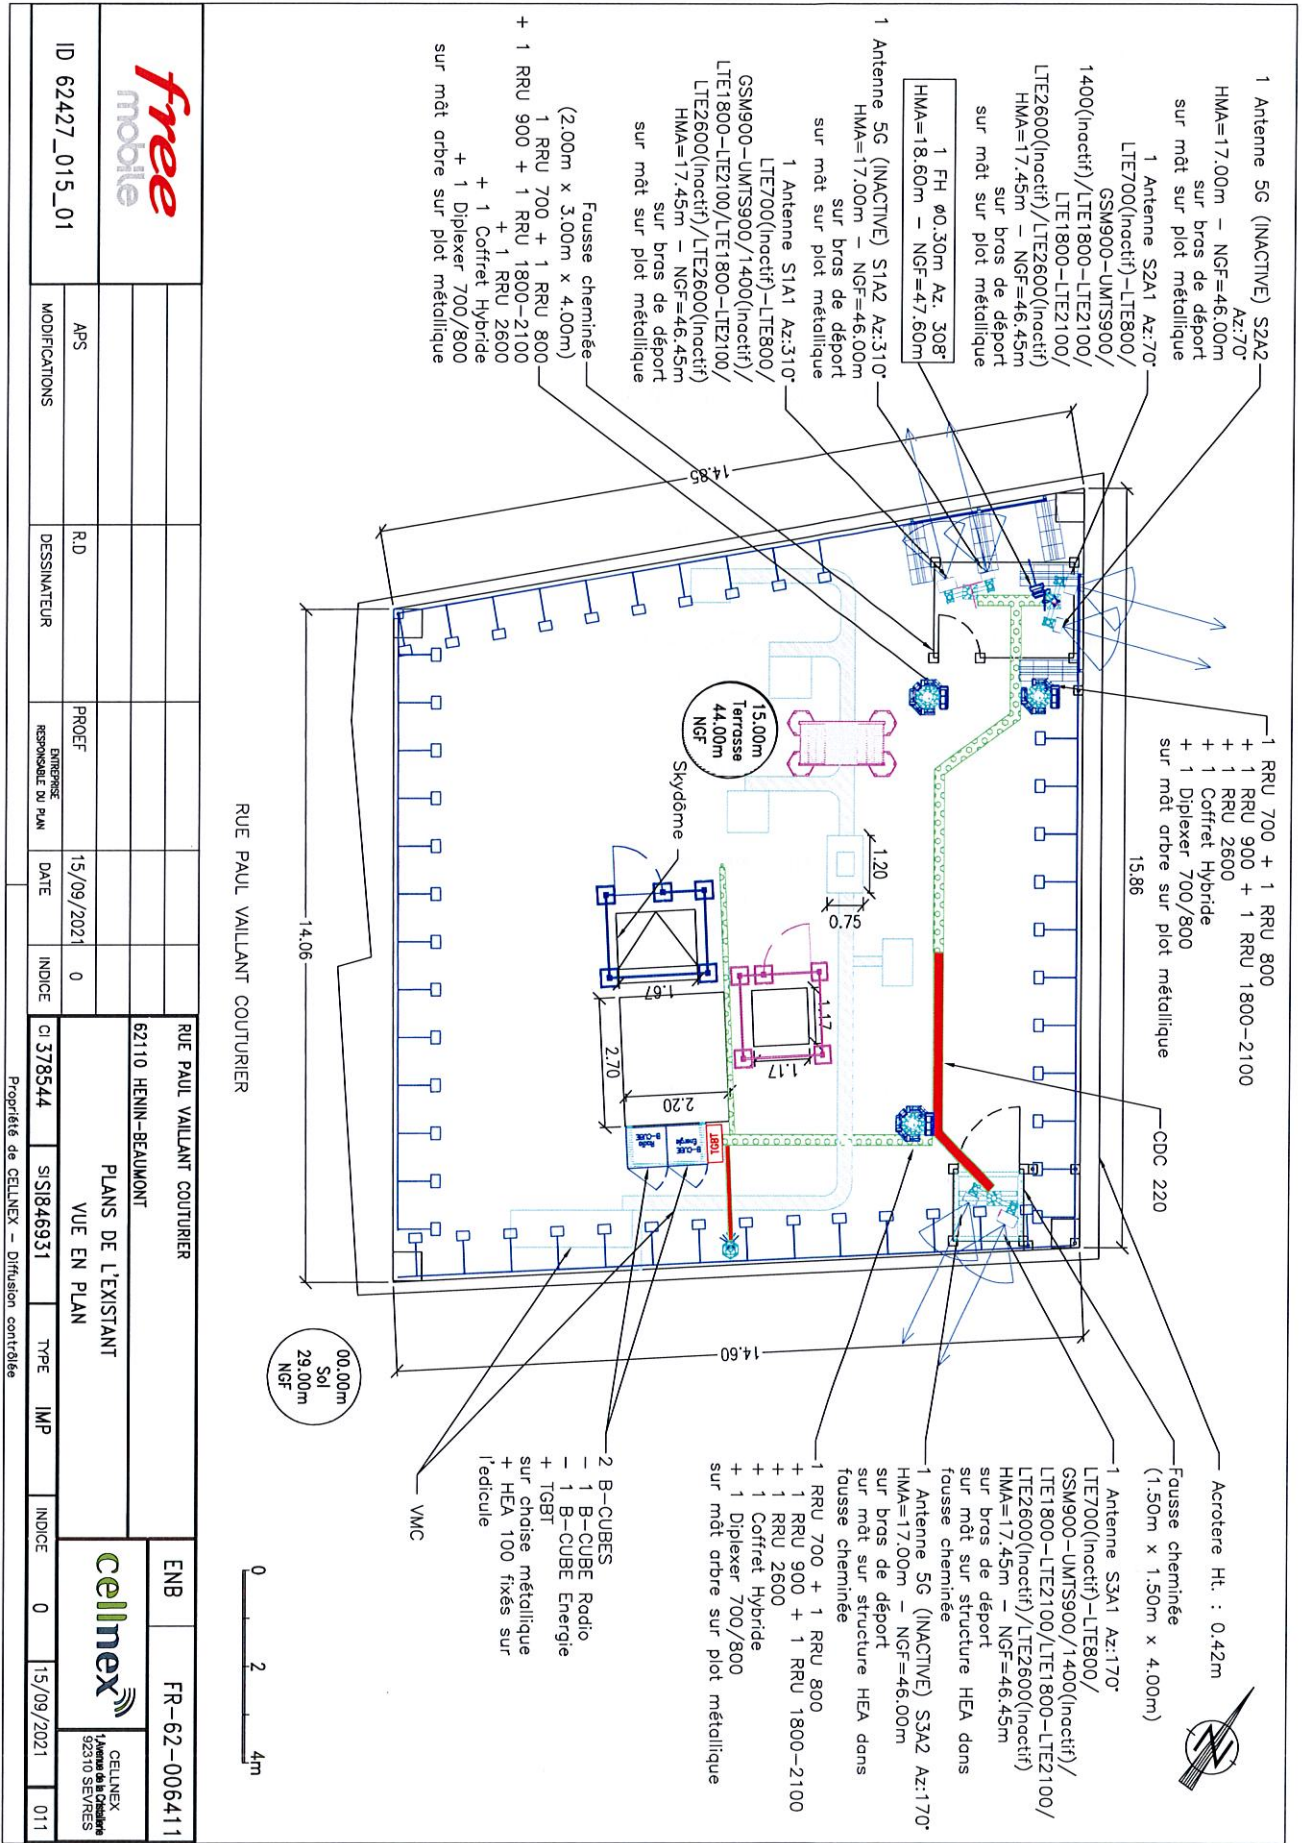 1 Antenne 5G (INACTIVE) S2A2
Az:70°
HMA=17.00m – NGF=46.00m
sur bras de déport
sur mât sur plot métallique
1 Antenne S2A1 Az:70°
LTE700(Inactif)-LTE800/
GSM900-UMTS900/
1400(Inactif)/LTE1800-LTE2100/
LTE1800-LTE2100/
LTE2600(Inactif)/LTE2600(Inactif)
HMA=17.45m – NGF=46.45m
sur bras de déport
sur mât sur plot métallique
1 FH ø0.30m Az. 308°
HMA=18.60m – NGF=47.60m
1 Antenne 5G (INACTIVE) S1A2 Az:310°
HMA=17.00m – NGF=46.00m
sur bras de déport
sur mât sur plot métallique
1 Antenne S1A1 Az:310°
LTE700(Inactif)-LTE800/
GSM900-UMTS900/1400(Inactif)/
LTE1800-LTE2100/LTE1800-LTE2100/
LTE2600(Inactif)/LTE2600(Inactif)
HMA=17.45m – NGF=46.45m
sur bras de déport
sur mât sur plot métallique
Fausse cheminée
(2.00m x 3.00m x 4.00m)
1 RRU 700 + 1 RRU 800
+ 1 RRU 900 + 1 RRU 1800-2100
+ 1 RRU 2600
+ 1 Coffret Hybride
+ 1 Diplexer 700/800
sur mât arbre sur plot métallique
1 RRU 700 + 1 RRU 800
+ 1 RRU 900 + 1 RRU 1800-2100
+ 1 RRU 2600
+ 1 Coffret Hybride
+ 1 Diplexer 700/800
sur mât arbre sur plot métallique
15.86
14.85
14.06
14.60
CDC 220
15.00m
Terrasse
44.00m
NGF
Skydôme
1.20
0.75
1.67
1.17
1.17
2.70
2.20
TGBT
B-CUBE
Energie
B-CUBE
Radio
Acrotere Ht. : 0.42m
Fausse cheminée
(1.50m x 1.50m x 4.00m)
1 Antenne S3A1 Az:170°
LTE700(Inactif)-LTE800/
GSM900-UMTS900/1400(Inactif)/
LTE1800-LTE2100/LTE1800-LTE2100/
LTE2600(Inactif)/LTE2600(Inactif)
HMA=17.45m – NGF=46.45m
sur bras de déport
sur mât sur structure HEA dans
fausse cheminée
1 Antenne 5G (INACTIVE) S3A2 Az:170°
HMA=17.00m – NGF=46.00m
sur bras de déport
sur mât sur structure HEA dans
fausse cheminée
1 RRU 700 + 1 RRU 800
+ 1 RRU 900 + 1 RRU 1800-2100
+ 1 RRU 2600
+ 1 Coffret Hybride
+ 1 Diplexer 700/800
sur mât arbre sur plot métallique
2 B-CUBES
- 1 B-CUBE Radio
- 1 B-CUBE Energie
+ TGBT
sur chaise métallique
+ HEA 100 fixés sur
l'edicule
VMC
00.00m
Sol
29.00m
NGF
RUE PAUL VAILLANT COUTURIER
0 2 4m
N
free
mobile
ID 62427_015_01
APS R.D PROEF 15/09/2021 0
MODIFICATIONS DESSINATEUR ENTREPRISE RESPONSABLE DU PLAN DATE INDICE
RUE PAUL VAILLANT COUTURIER
62110 HENIN-BEAUMONT
ENB FR-62-006411
PLANS DE L'EXISTANT
VUE EN PLAN
cellnex
CELLNEX
1,Avenue de la Cristallerie
92310 SEVRES
CI 378544 SISI846931 TYPE IMP INDICE 0 15/09/2021 011
Propriété de CELLNEX – Diffusion contrôlée